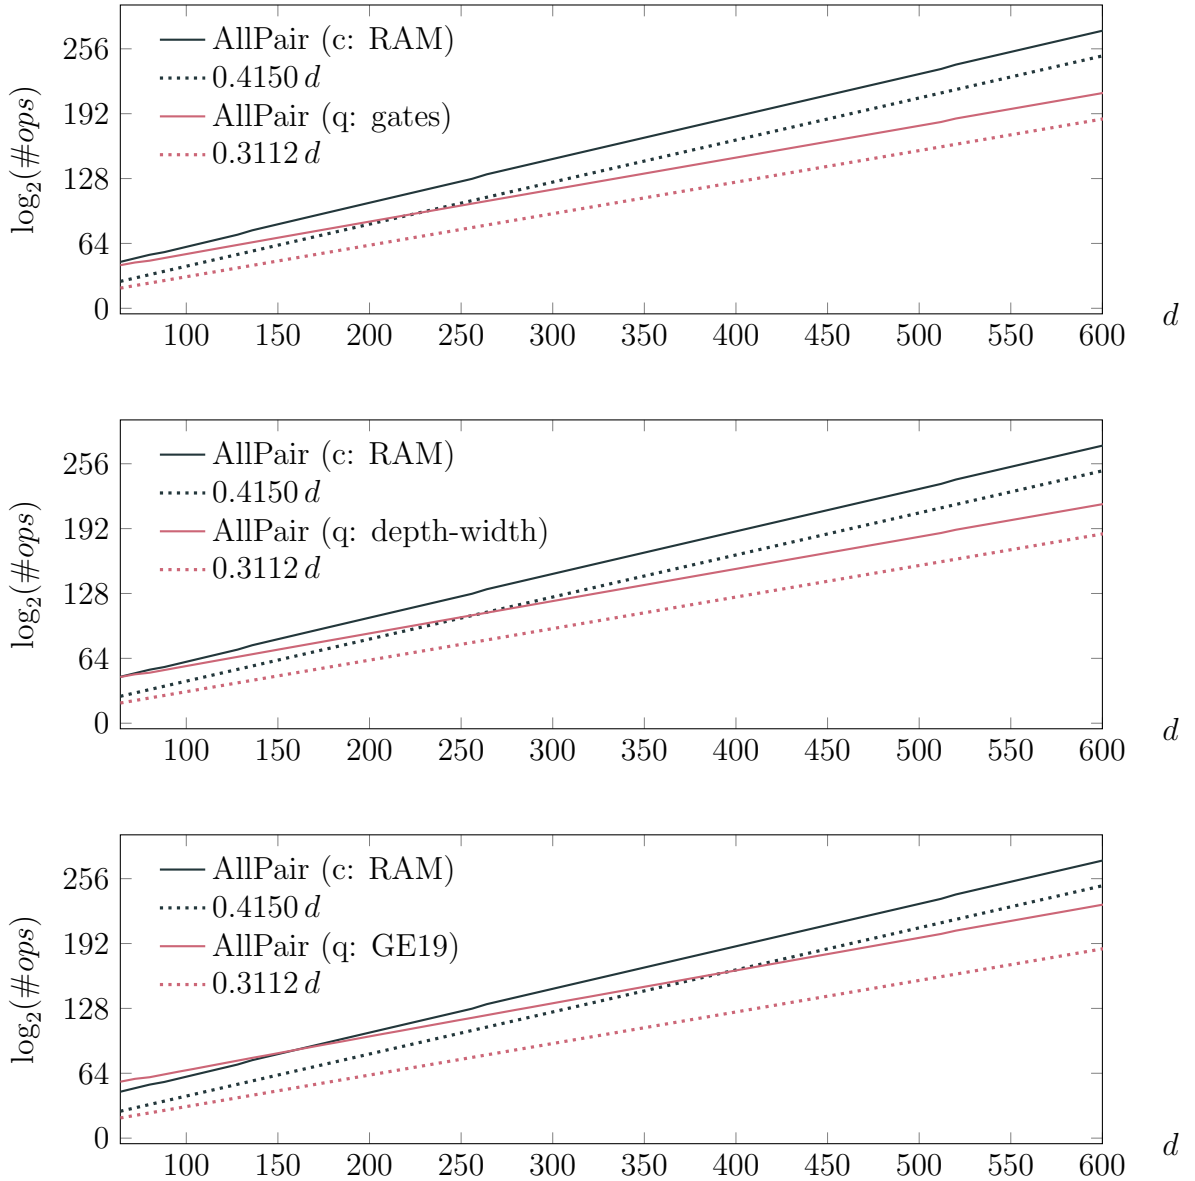 AllPair (c: RAM)
0.4150 d
AllPair (q: gates)
0.3112 d
log₂(#ops)
256
192
128
64
0
100 150 200 250 300 350 400 450 500 550 600
d
AllPair (c: RAM)
0.4150 d
AllPair (q: depth-width)
0.3112 d
log₂(#ops)
256
192
128
64
0
100 150 200 250 300 350 400 450 500 550 600
d
AllPair (c: RAM)
0.4150 d
AllPair (q: GE19)
0.3112 d
log₂(#ops)
256
192
128
64
0
100 150 200 250 300 350 400 450 500 550 600
d